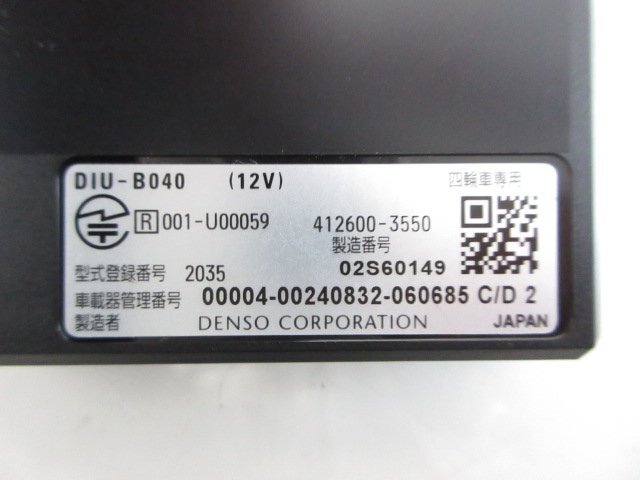 DIU-B040 (12V) 四輪車専用
R 001-U00059 412600-3550
製造番号
型式登録番号 2035 02S60149
車載器管理番号 00004-00240832-060685 C/D 2
製造者 DENSO CORPORATION JAPAN